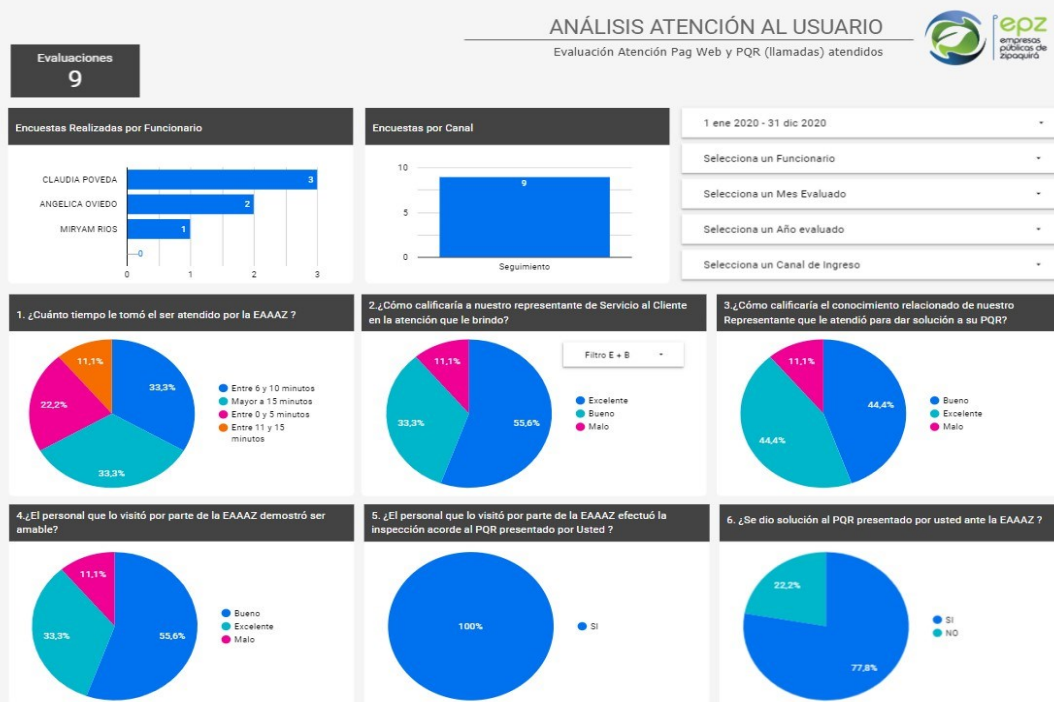 ANÁLISIS ATENCIÓN AL USUARIO
Evaluación Atención Pag Web y PQR (llamadas) atendidos
epz
empresas
públicas de
zipaquirá
Evaluaciones
9
Encuestas Realizadas por Funcionario
CLAUDIA POVEDA
3
ANGELICA OVIEDO
2
MIRYAM RIOS
1
0
0
1
2
3
Encuestas por Canal
10
5
0
9
Seguimiento
1 ene 2020 - 31 dic 2020
Selecciona un Funcionario
Selecciona un Mes Evaluado
Selecciona un Año evaluado
Selecciona un Canal de Ingreso
1. ¿Cuánto tiempo le tomó el ser atendido por la EAAAZ ?
11,1%
33,3%
22,2%
33,3%
Entre 6 y 10 minutos
Mayor a 15 minutos
Entre 0 y 5 minutos
Entre 11 y 15
minutos
2.¿Cómo calificaría a nuestro representante de Servicio al Cliente
en la atención que le brindo?
Filtro E + B
11,1%
33,3%
55,6%
Excelente
Bueno
Malo
3.¿Cómo calificaría el conocimiento relacionado de nuestro
Representante que le atendió para dar solución a su PQR?
11,1%
44,4%
44,4%
Bueno
Excelente
Malo
4.¿El personal que lo visitó por parte de la EAAAZ demostró ser
amable?
11,1%
33,3%
55,6%
Bueno
Excelente
Malo
5. ¿El personal que lo visitó por parte de la EAAAZ efectuó la
inspección acorde al PQR presentado por Usted ?
100%
SI
6. ¿Se dio solución al PQR presentado por usted ante la EAAAZ ?
22,2%
77,8%
SI
NO